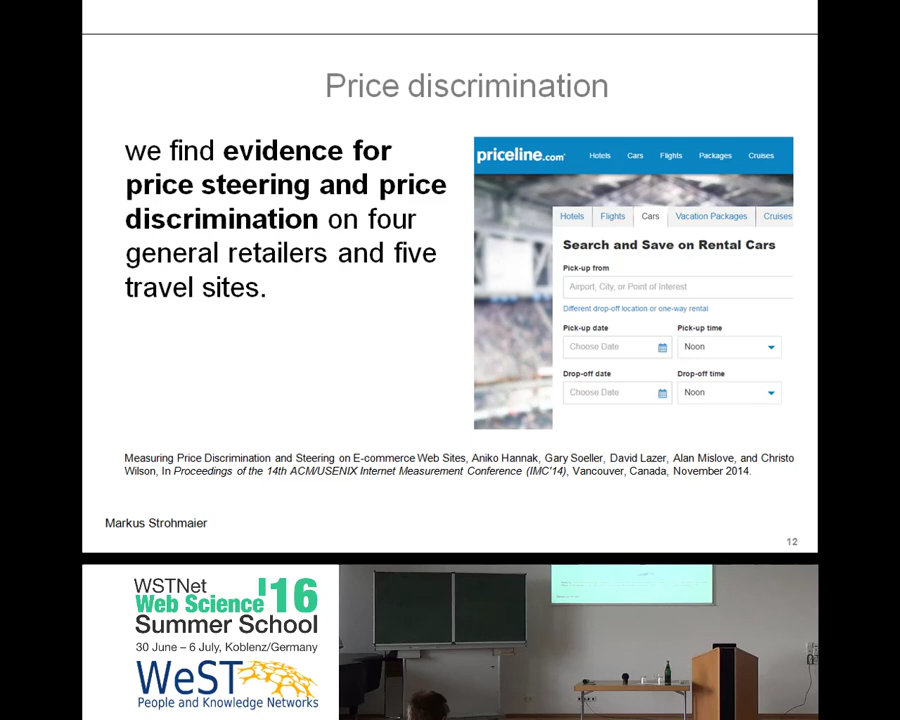 Price discrimination
we find evidence for
price steering and price
discrimination on four
general retailers and five
travel sites.
priceline.com
Hotels Cars Flights Packages Cruises
Hotels Flights Cars Vacation Packages Cruises
Search and Save on Rental Cars
Pick-up from
Airport, City, or Point of Interest
Different drop-off location or one-way rental
Pick-up date Pick-up time
Choose Date Noon
Drop-off date Drop-off time
Choose Date Noon
Measuring Price Discrimination and Steering on E-commerce Web Sites, Aniko Hannak, Gary Soeller, David Lazer, Alan Mislove, and Christo
Wilson, In Proceedings of the 14th ACM/USENIX Internet Measurement Conference (IMC'14), Vancouver, Canada, November 2014.
Markus Strohmaier
12
WSTNet
Web Science '16
Summer School
30 June – 6 July, Koblenz/Germany
WeST
People and Knowledge Networks